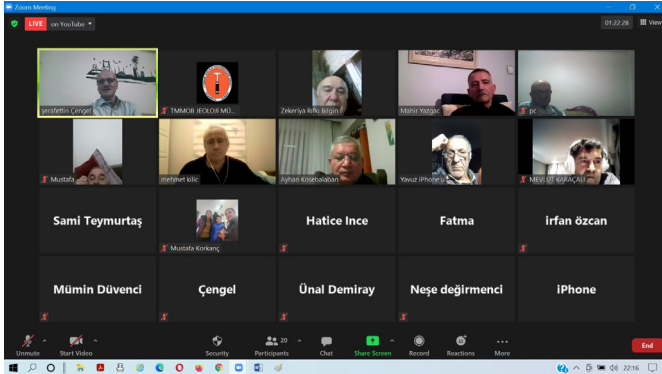 Zoom Meeting
LIVE on YouTube
01:22:28 View
şerafettin Çengel
TMMOB JEOLOJİ MÜ...
Zekeriya Rıfkı Bilgin
Mahir Yazgac
pc
Mustafa
mehmet kilic
Ayhan Kösebalaban
Yavuz iPhone'u
MEVLÜT KARAÇALI
Sami Teymurtaş
Mustafa Korkanç
Hatice Ince
Fatma
irfan özcan
Mümin Düvenci
Çengel
Ünal Demiray
Neşe değirmenci
iPhone
Unmute
Start Video
Security
Participants 20
Chat
Share Screen
Record
Reactions
More
End
22:16